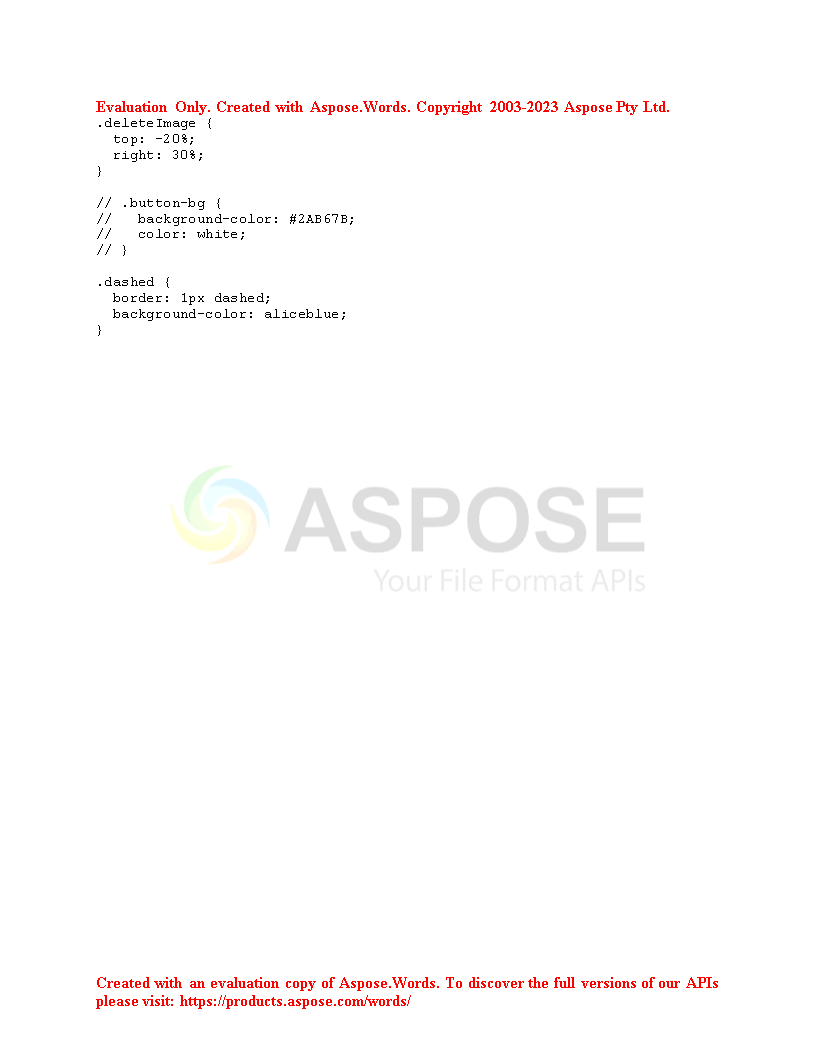 Evaluation Only. Created with Aspose.Words. Copyright 2003-2023 Aspose Pty Ltd.
.deleteImage {
  top: -20%;
  right: 30%;
}

// .button-bg {
//   background-color: #2AB67B;
//   color: white;
// }

.dashed {
  border: 1px dashed;
  background-color: aliceblue;
}
ASPOSE
Your File Format APIs
Created with an evaluation copy of Aspose.Words. To discover the full versions of our APIs
please visit: https://products.aspose.com/words/